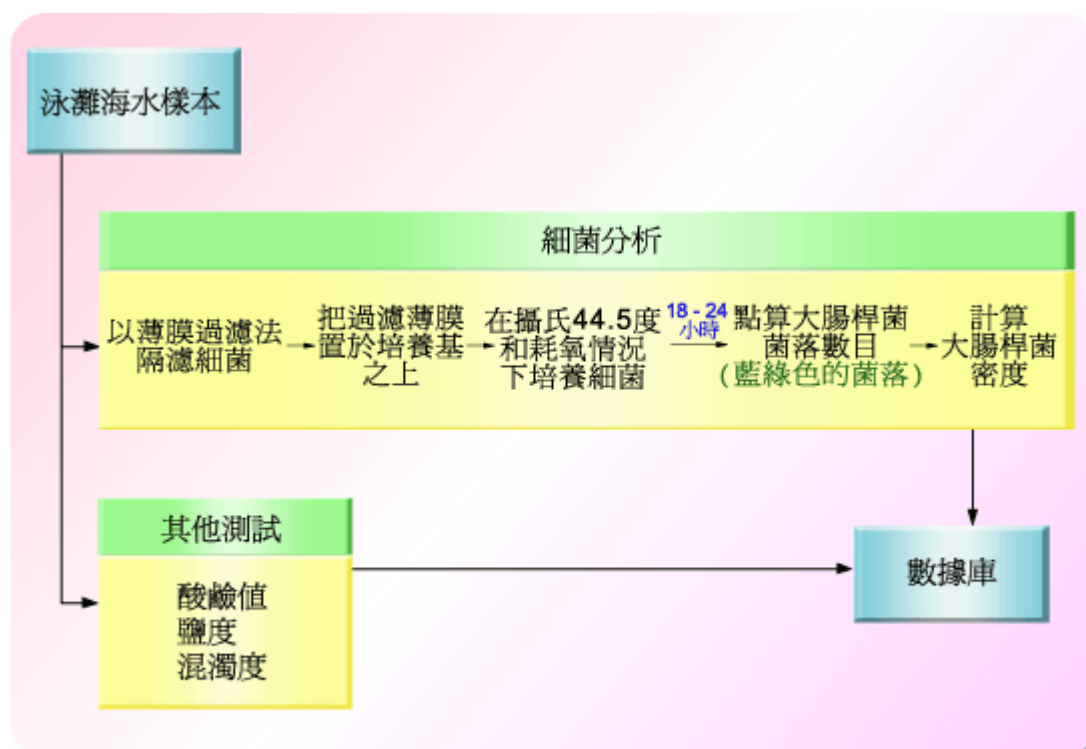 泳灘海水樣本
細菌分析
以薄膜過濾法
隔濾細菌
把過濾薄膜
置於培養基
之上
在攝氏44.5度
和耗氧情況
下培養細菌
18 - 24
小時
點算大腸桿菌
菌落數目
(藍綠色的菌落)
計算
大腸桿菌
密度
其他測試
酸鹼值
鹽度
混濁度
數據庫